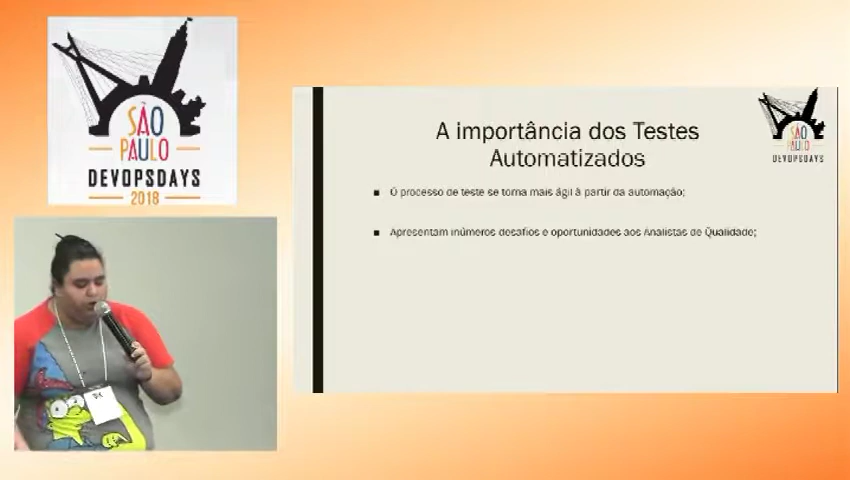 SÃO
PAULO
DEVOPSDAYS
2018
A importância dos Testes
Automatizados
O processo de teste se torna mais ágil à partir da automação;
Apresentam inúmeros desafios e oportunidades aos Analistas de Qualidade;
SÃO
PAULO
DEVOPSDAYS